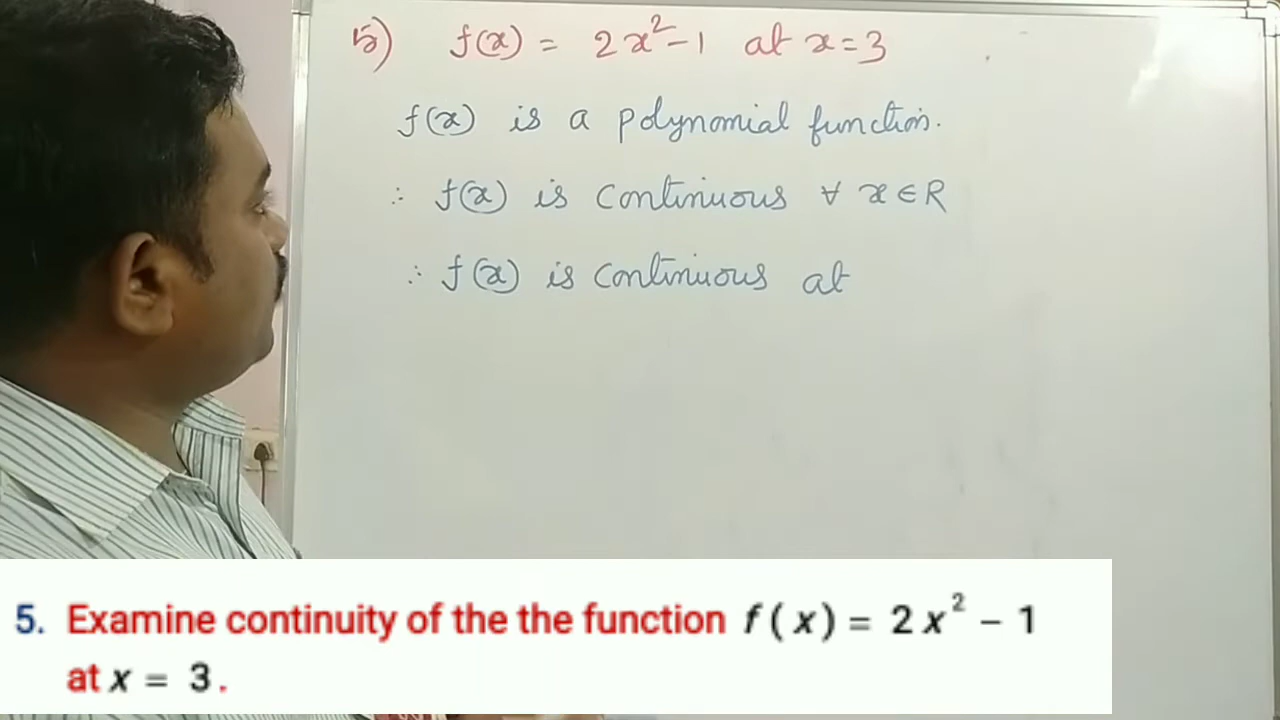 5) f(x) = 2x²-1 at x=3
f(x) is a polynomial function.
∴ f(x) is continuous ∀ x∈R
∴ f(x) is continuous at
5. Examine continuity of the the function f(x) = 2x² − 1
at x = 3.